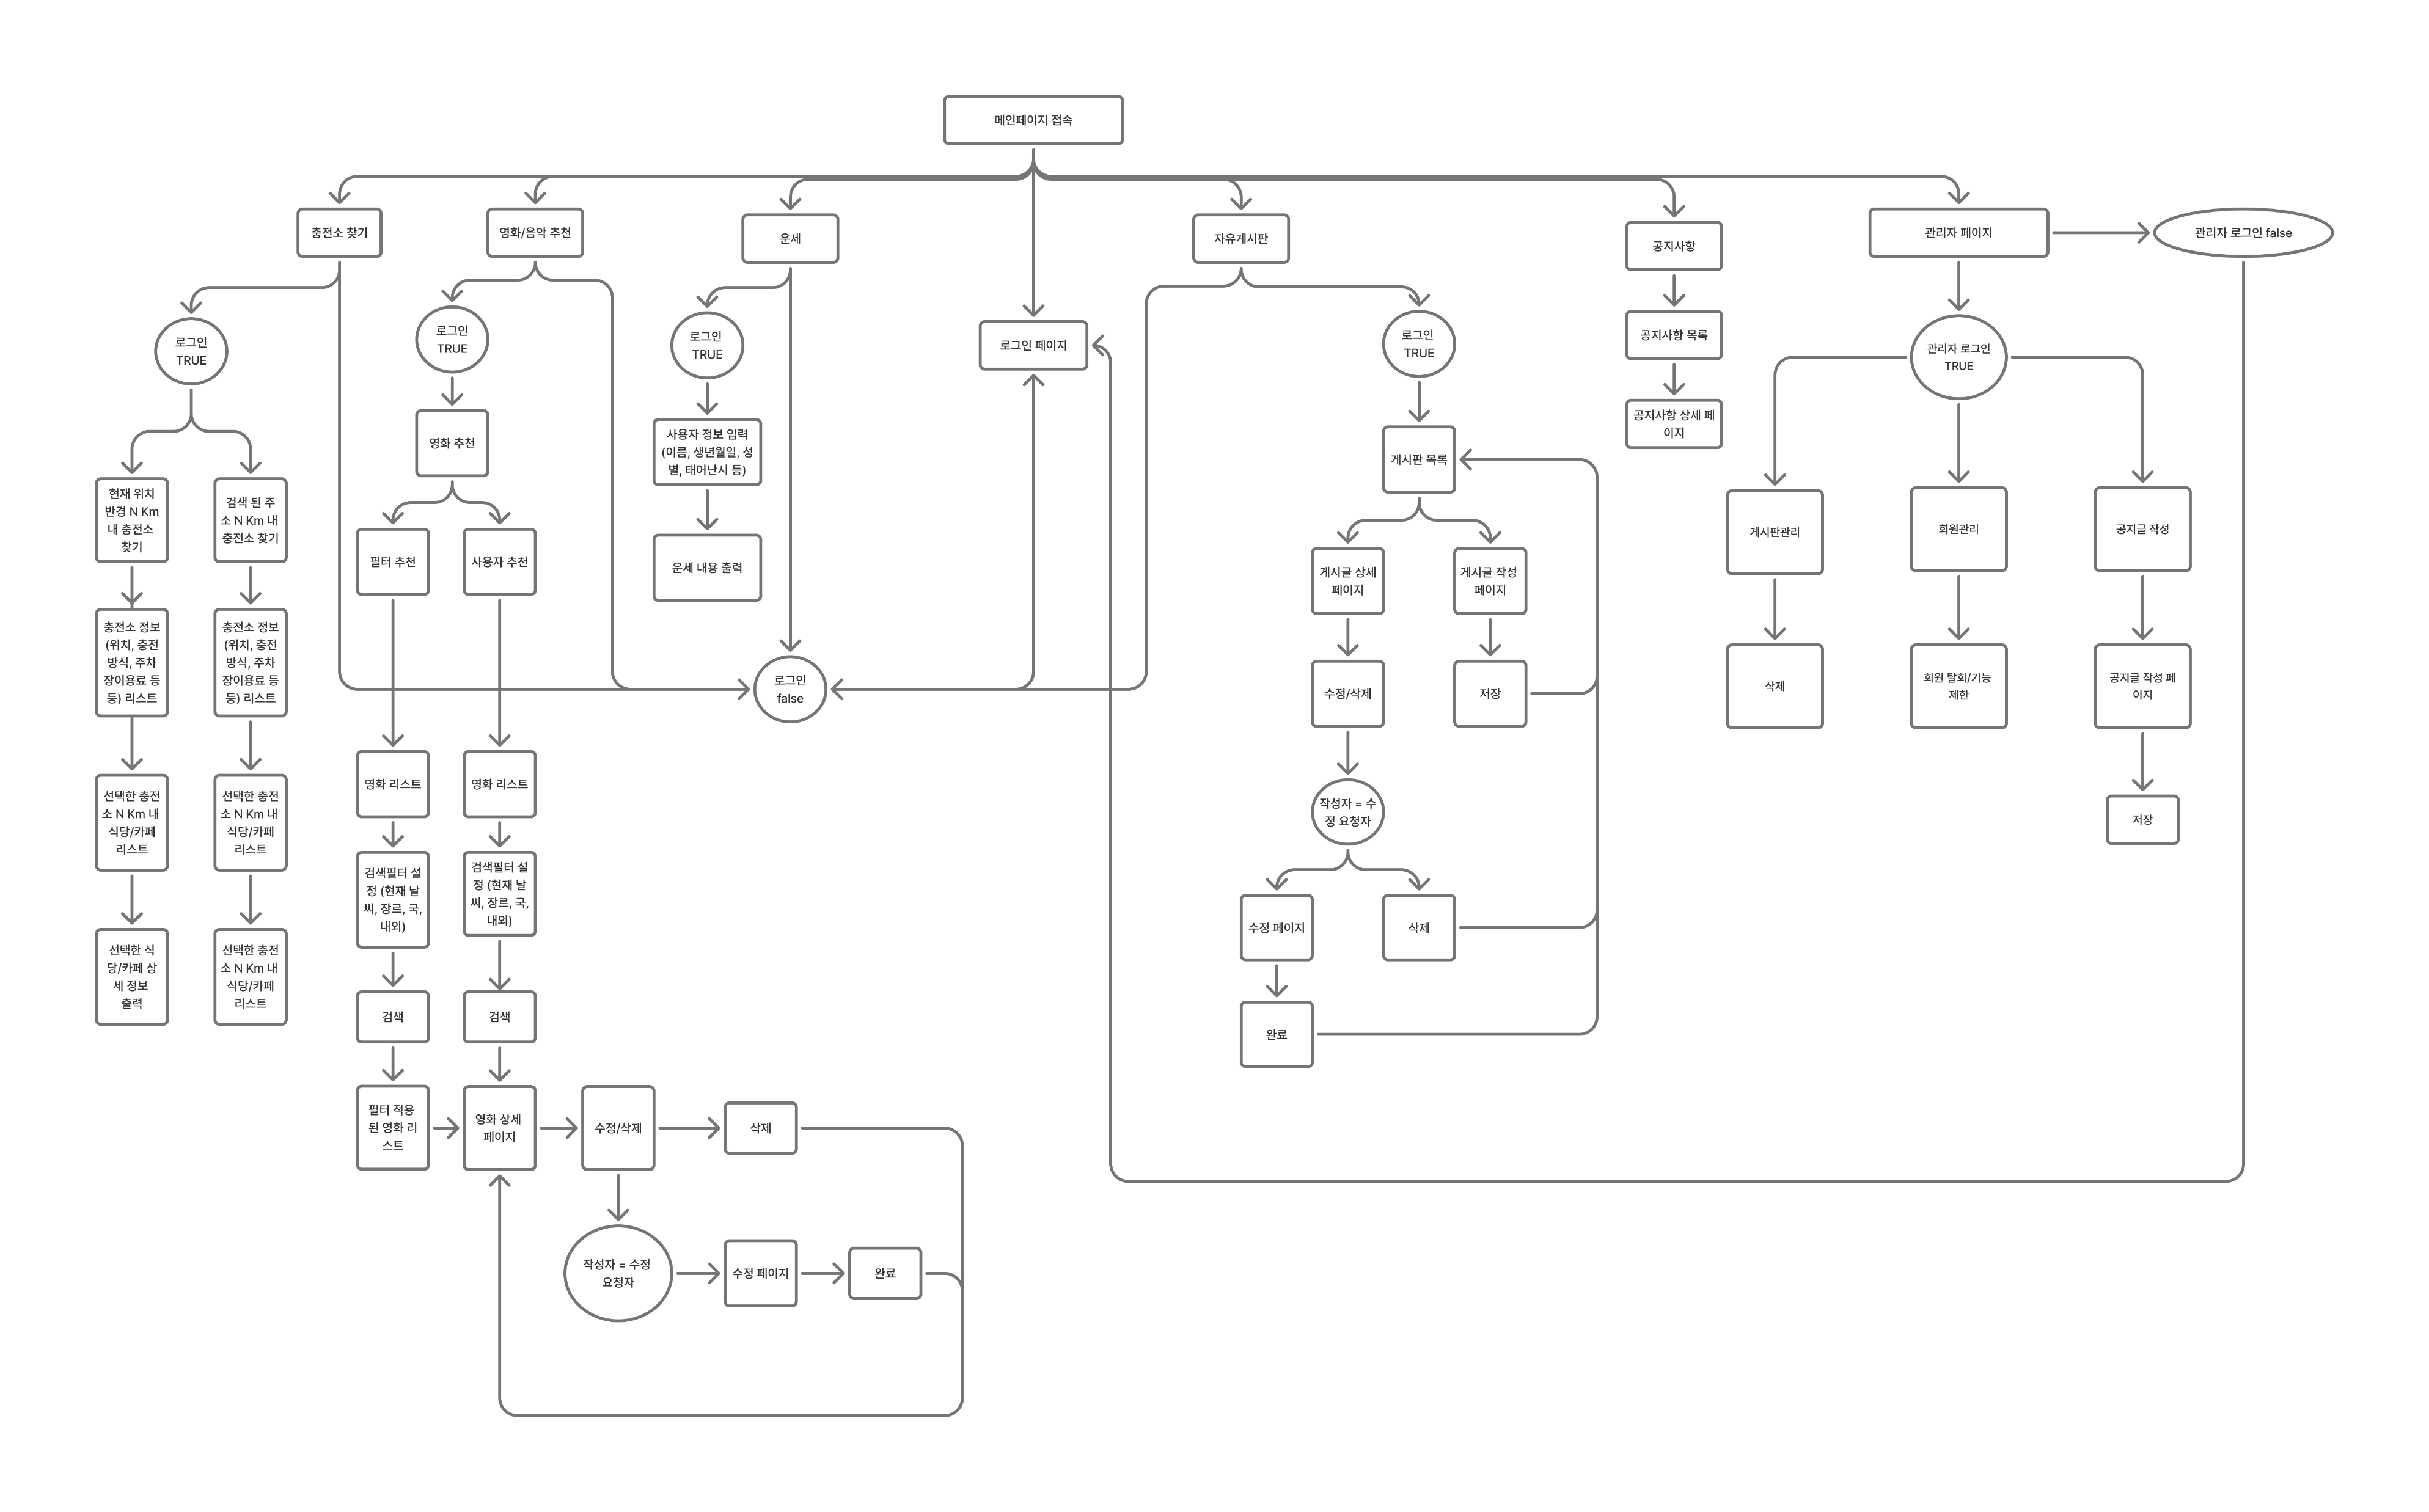 메인페이지 접속
충전소 찾기
영화/음악 추천
운세
자유게시판
공지사항
관리자 페이지
관리자 로그인 false
로그인
TRUE
로그인
TRUE
로그인
TRUE
로그인 페이지
로그인
TRUE
공지사항 목록
관리자 로그인
TRUE
공지사항 상세 페
이지
영화 추천
사용자 정보 입력
(이름, 생년월일, 성
별, 태어난시 등)
게시판 목록
현재 위치
반경 N Km
내 충전소
찾기
검색 된 주
소 N Km 내
충전소 찾기
필터 추천
사용자 추천
운세 내용 출력
게시글 상세
페이지
게시글 작성
페이지
게시판관리
회원관리
공지글 작성
충전소 정보
(위치, 충전
방식, 주차
장이용료 등
등) 리스트
충전소 정보
(위치, 충전
방식, 주차
장이용료 등
등) 리스트
로그인
false
수정/삭제
저장
삭제
회원 탈회/기능
제한
공지글 작성 페
이지
선택한 충전
소 N Km 내
식당/카페
리스트
선택한 충전
소 N Km 내
식당/카페
리스트
영화 리스트
영화 리스트
작성자 = 수
정 요청자
저장
검색필터 설
정 (현재 날
씨, 장르, 국,
내외)
검색필터 설
정 (현재 날
씨, 장르, 국,
내외)
수정 페이지
삭제
선택한 식
당/카페 상
세 정보
출력
선택한 충전
소 N Km 내
식당/카페
리스트
검색
검색
완료
필터 적용
된 영화 리
스트
영화 상세
페이지
수정/삭제
삭제
작성자 = 수정
요청자
수정 페이지
완료